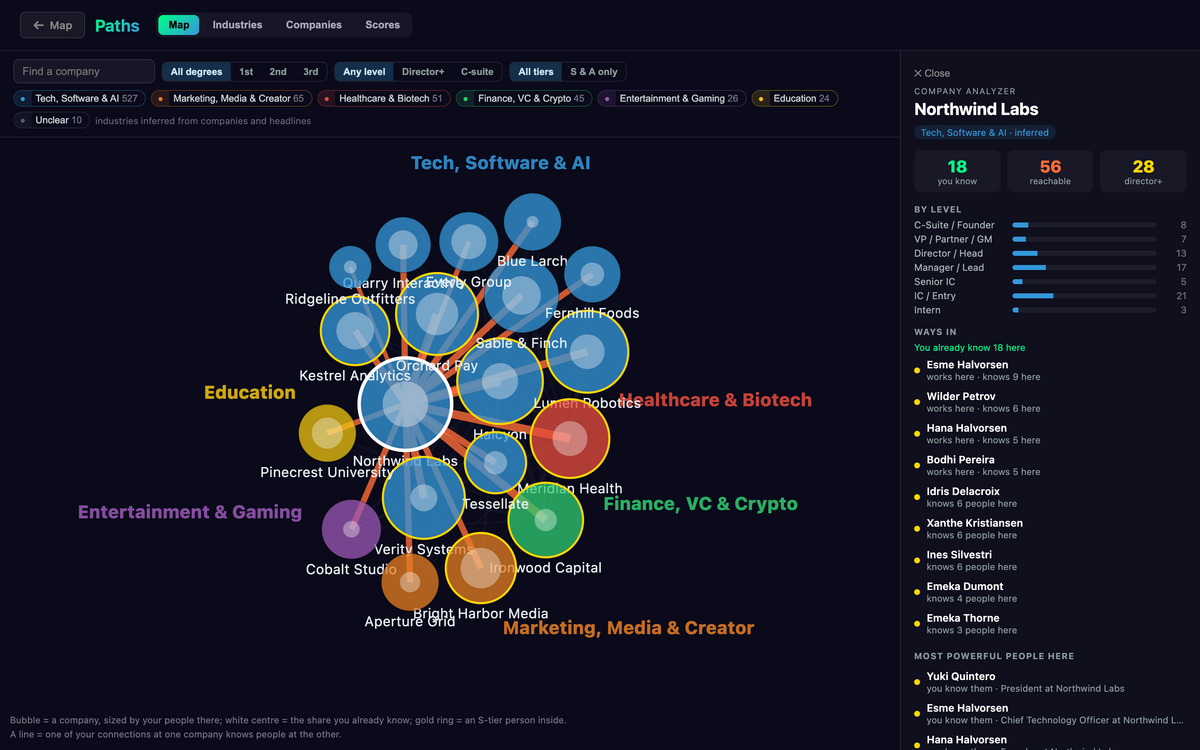 ← Map
Paths
Map
Industries
Companies
Scores
Find a company
All degrees
1st
2nd
3rd
Any level
Director+
C-suite
All tiers
S & A only
Tech, Software & AI 527
Marketing, Media & Creator 65
Healthcare & Biotech 51
Finance, VC & Crypto 45
Entertainment & Gaming 26
Education 24
Unclear 10
industries inferred from companies and headlines
Tech, Software & AI
Blue Larch
Quarry Interactive
Everly Group
Ridgeline Outfitters
Fernhill Foods
Sable & Finch
Orchard Pay
Kestrel Analytics
Education
Lumen Robotics
Healthcare & Biotech
Halcyon
Northwind Labs
Pinecrest University
Meridian Health
Tessellate
Finance, VC & Crypto
Entertainment & Gaming
Verity Systems
Cobalt Studio
Ironwood Capital
Bright Harbor Media
Aperture Grid
Marketing, Media & Creator
Bubble = a company, sized by your people there; white centre = the share you already know; gold ring = an S-tier person inside.
A line = one of your connections at one company knows people at the other.
× Close
COMPANY ANALYZER
Northwind Labs
Tech, Software & AI · inferred
18
you know
56
reachable
28
director+
BY LEVEL
C-Suite / Founder 8
VP / Partner / GM 7
Director / Head 13
Manager / Lead 17
Senior IC 5
IC / Entry 21
Intern 3
WAYS IN
You already know 18 here
Esme Halvorsen
works here · knows 9 here
Wilder Petrov
works here · knows 6 here
Hana Halvorsen
works here · knows 5 here
Bodhi Pereira
works here · knows 5 here
Idris Delacroix
knows 6 people here
Xanthe Kristiansen
knows 6 people here
Ines Silvestri
knows 6 people here
Emeka Dumont
knows 4 people here
Emeka Thorne
knows 3 people here
MOST POWERFUL PEOPLE HERE
Yuki Quintero
you know them · President at Northwind Labs
Esme Halvorsen
you know them · Chief Technology Officer at Northwind L...
Hana Halvorsen